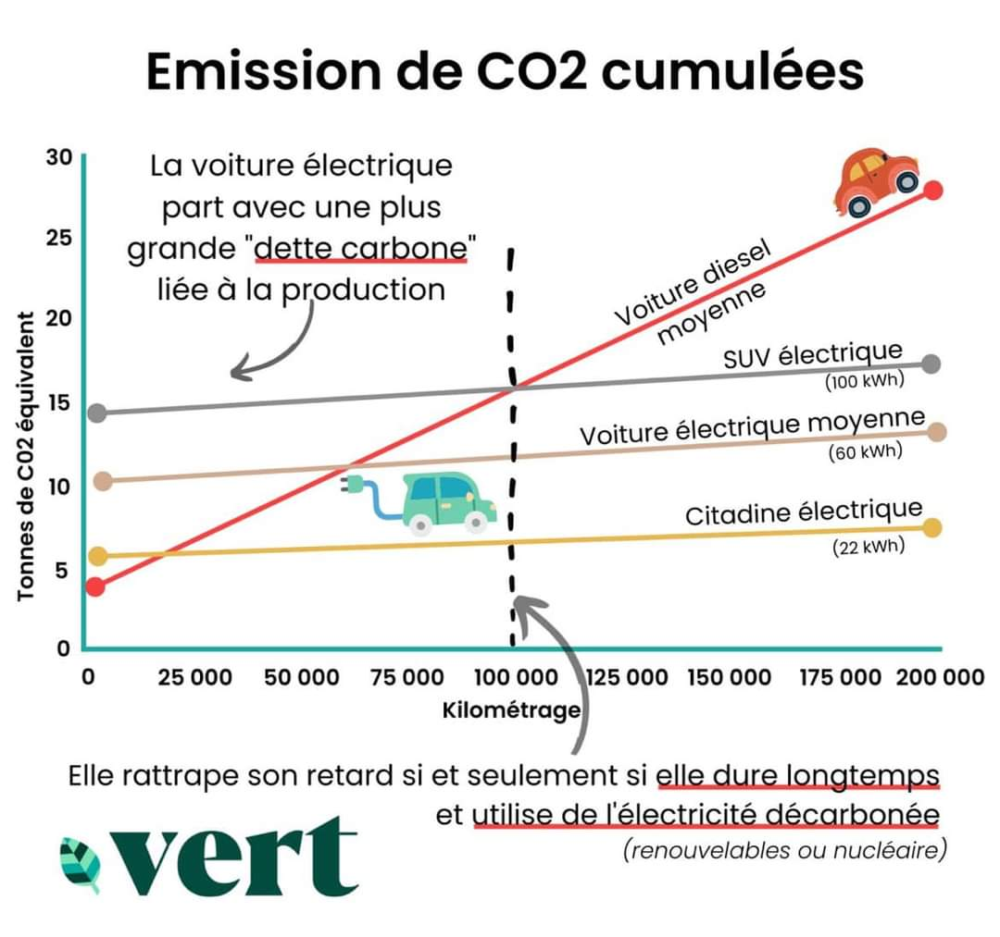 Emission de CO2 cumulées
La voiture électrique
part avec une plus
grande "dette carbone"
liée à la production
30
25
20
15
10
5
0
Tonnes de CO2 équivalent
Voiture diesel
moyenne
SUV électrique
(100 kWh)
Voiture électrique moyenne
(60 kWh)
Citadine électrique
(22 kWh)
0 25 000 50 000 75 000 100 000 125 000 150 000 175 000 200 000
Kilométrage
Elle rattrape son retard si et seulement si elle dure longtemps
et utilise de l'électricité décarbonée
(renouvelables ou nucléaire)
vert